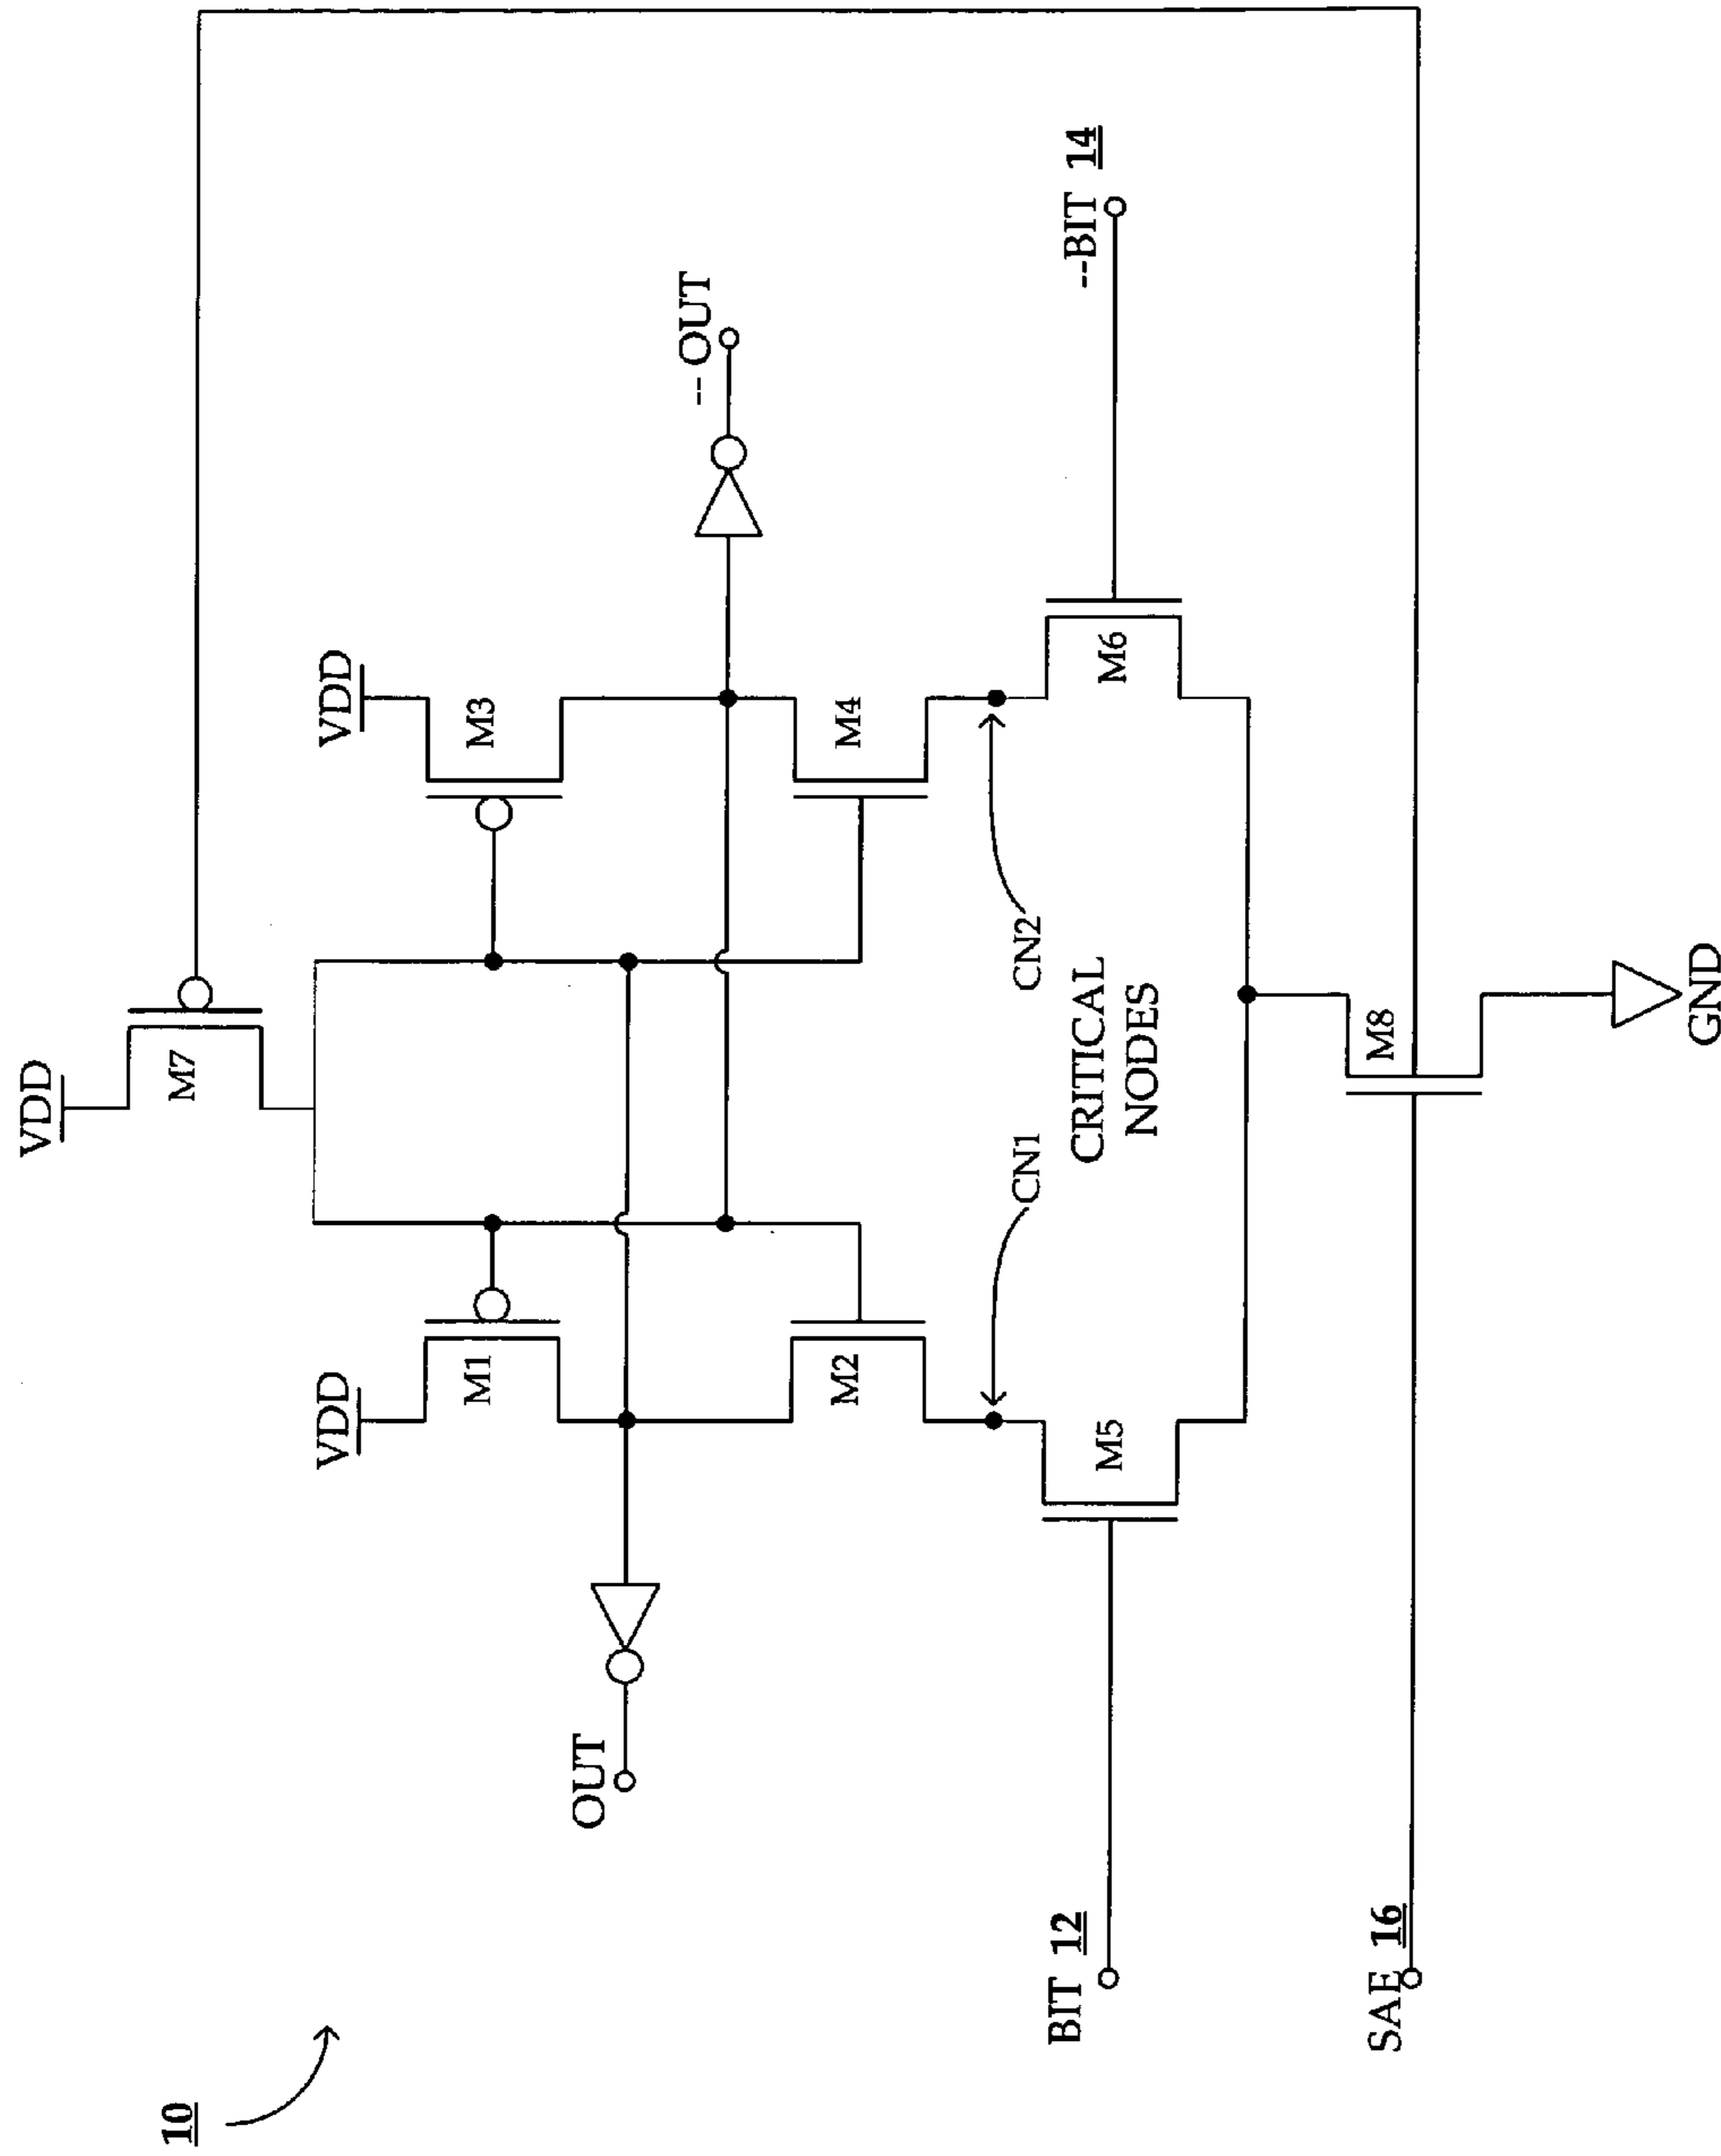 10
VDD
M7
VDD
VDD
M1
M3
OUT
-- OUT
M2
M4
CN1
CN2
CRITICAL
NODES
BIT 12
M5
M6
--BIT 14
SAE 16
M8
GND